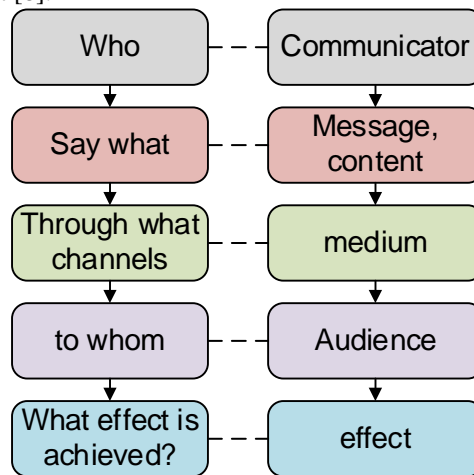 Who
Communicator
Say what
Message,
content
Through what
channels
medium
to whom
Audience
What effect is
achieved?
effect